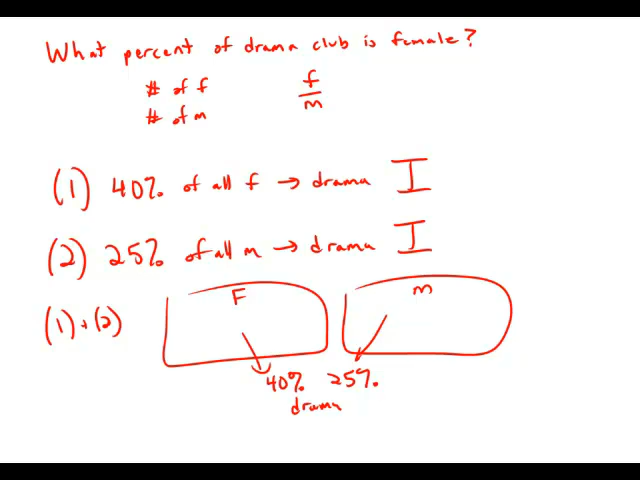 What percent of drama club is female?
# of f
f
# of m
m
(1) 40% of all f → drama I
(2) 25% of all m → drama I
F
m
(1) + (2)
40% 25%
drama